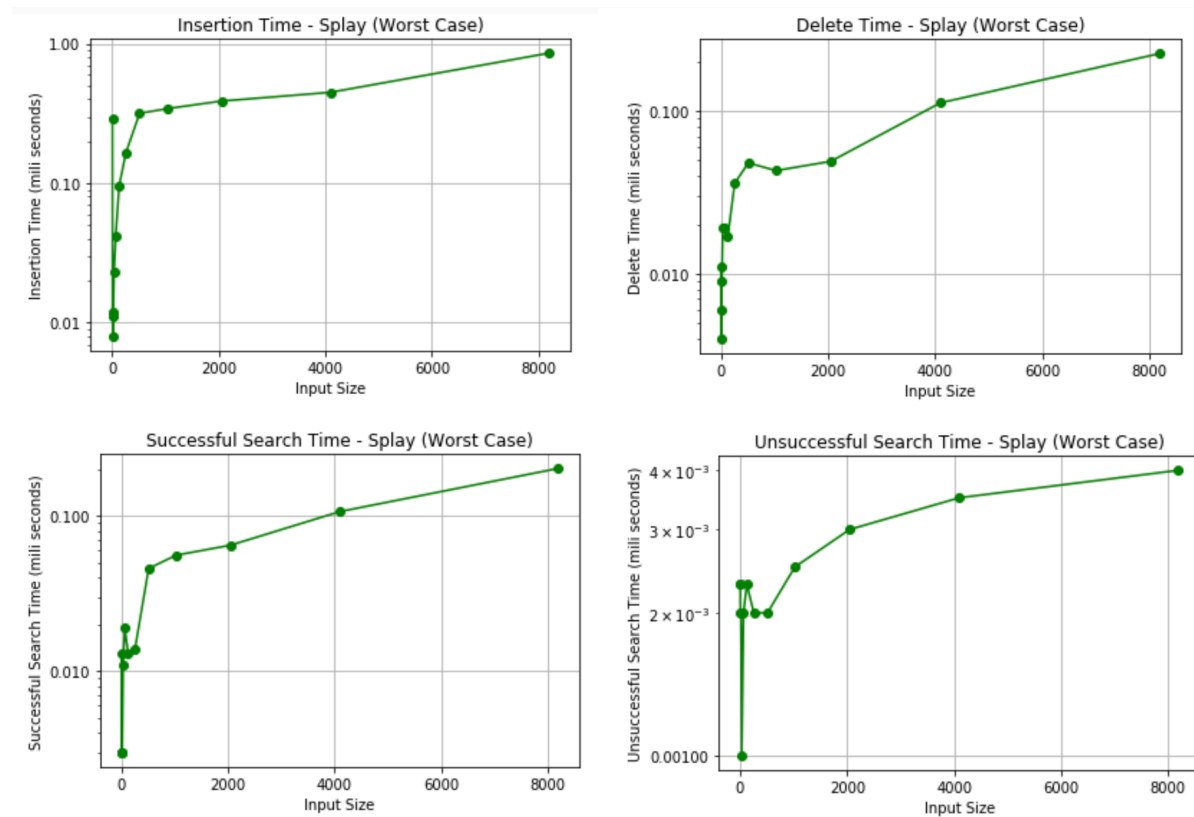 Insertion Time - Splay (Worst Case)
1.00
0.10
0.01
Insertion Time (mili seconds)
0 2000 4000 6000 8000
Input Size
Delete Time - Splay (Worst Case)
0.100
0.010
Delete Time (mili seconds)
0 2000 4000 6000 8000
Input Size
Successful Search Time - Splay (Worst Case)
0.100
0.010
Successful Search Time (mili seconds)
0 2000 4000 6000 8000
Input Size
Unsuccessful Search Time - Splay (Worst Case)
4 × 10⁻³
3 × 10⁻³
2 × 10⁻³
0.00100
Unsuccessful Search Time (mili seconds)
0 2000 4000 6000 8000
Input Size